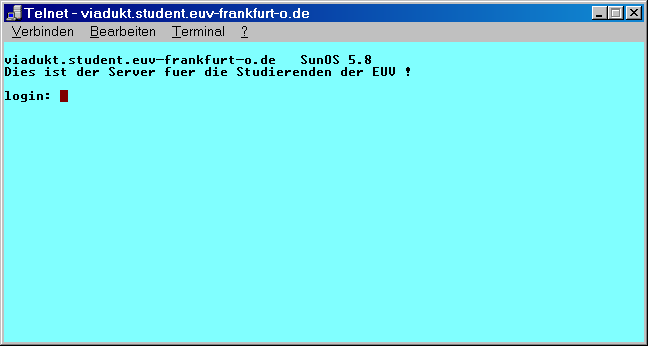 Telnet - viadukt.student.euv-frankfurt-o.de
Verbinden Bearbeiten Terminal ?
viadukt.student.euv-frankfurt-o.de SunOS 5.8
Dies ist der Server fuer die Studierenden der EUV !
login: